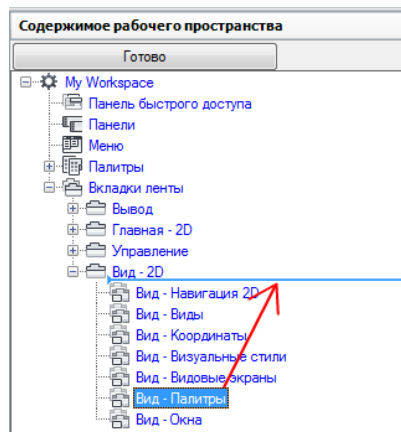 Содержимое рабочего пространства
Готово
My Workspace
Панель быстрого доступа
Панели
Меню
Палитры
Вкладки ленты
Вывод
Главная - 2D
Управление
Вид - 2D
Вид - Навигация 2D
Вид - Виды
Вид - Координаты
Вид - Визуальные стили
Вид - Видовые экраны
Вид - Палитры
Вид - Окна